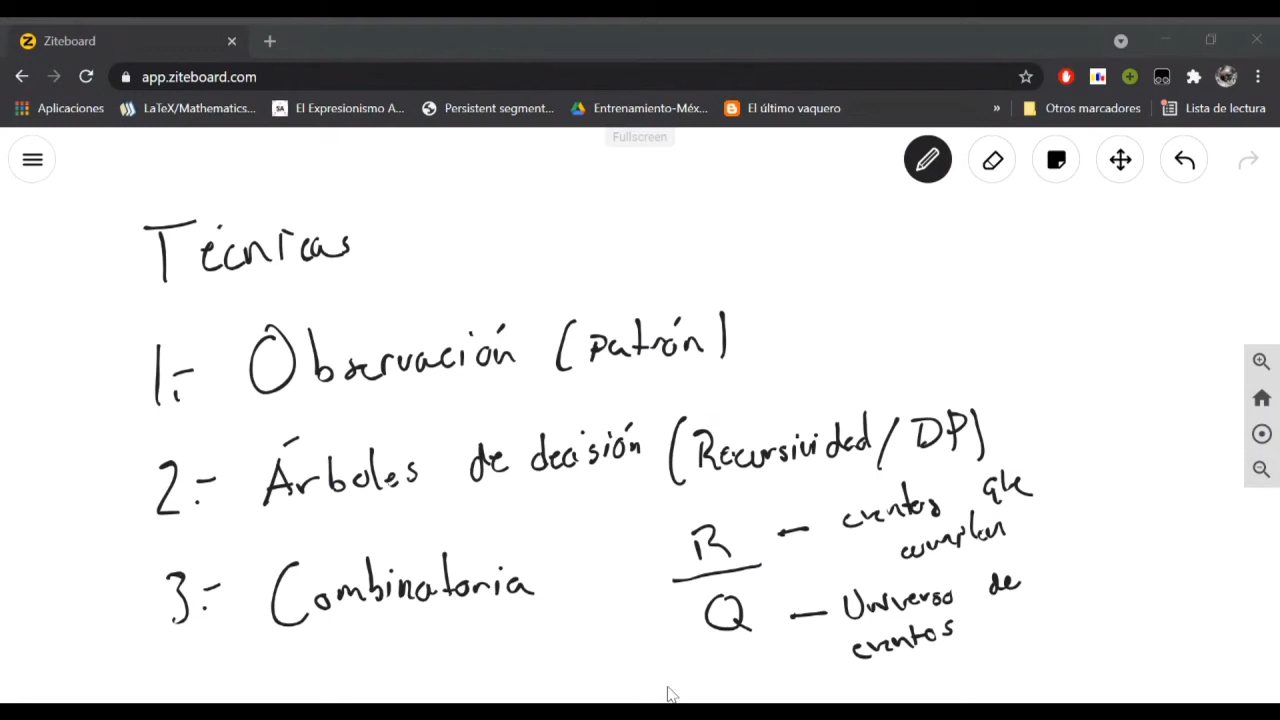 Ziteboard
app.ziteboard.com
Aplicaciones LaTeX/Mathematics... SA El Expresionismo A... Persistent segment... Entrenamiento-Méx... El último vaquero » Otros marcadores Lista de lectura
Fullscreen
Técnicas
1.- Observación (patrón)
2.- Árboles de decisión (Recursividad/DP)
3.- Combinatoria
R — eventos que
cumplen
Q — Universo de
eventos